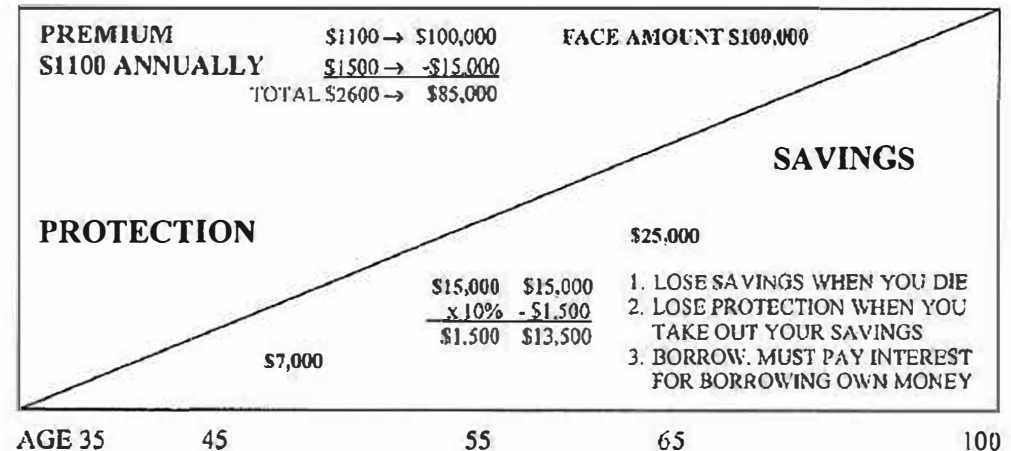 PREMIUM $1100 → $100,000 FACE AMOUNT $100,000
$1100 ANNUALLY $1500 → -$15,000
TOTAL $2600 → $85,000
SAVINGS
PROTECTION
$25,000
$15,000 $15,000
x 10% - $1,500
$1,500 $13,500
1. LOSE SAVINGS WHEN YOU DIE
2. LOSE PROTECTION WHEN YOU
TAKE OUT YOUR SAVINGS
3. BORROW. MUST PAY INTEREST
FOR BORROWING OWN MONEY
$7,000
AGE 35 45 55 65 100